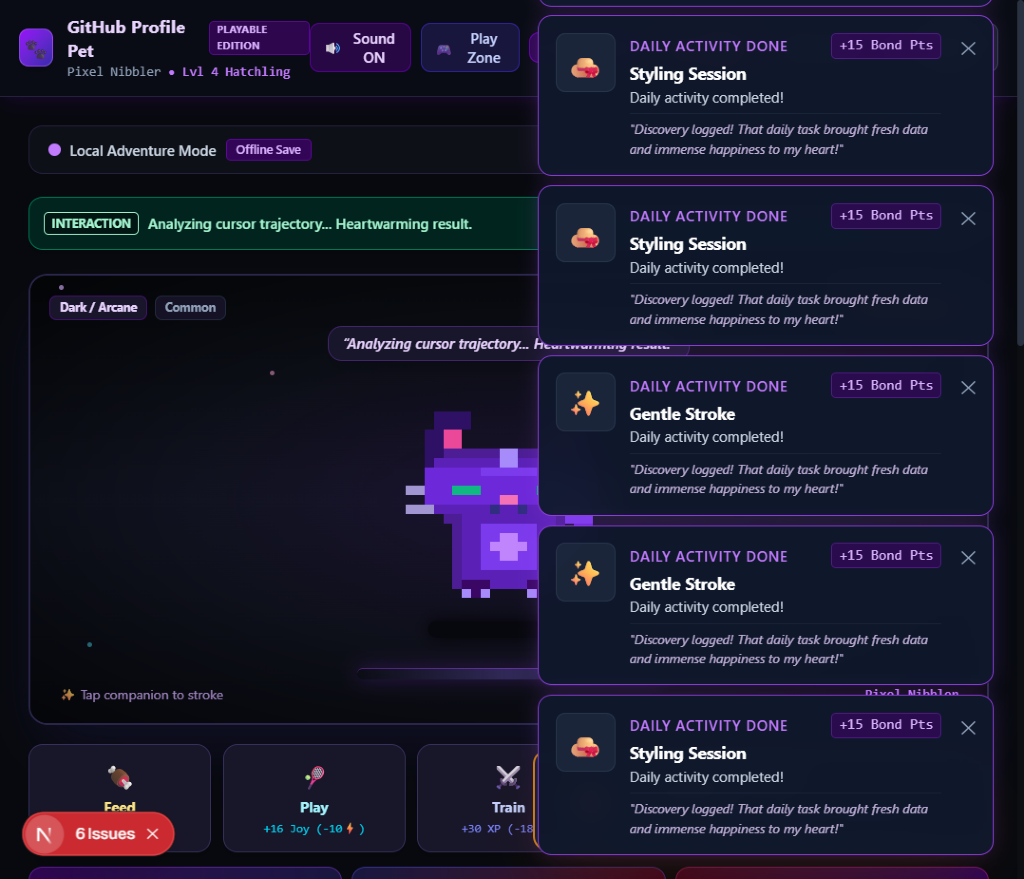 GitHub Profile
Pet
PLAYABLE
EDITION
Pixel Nibbler • Lvl 4 Hatchling
Sound
ON
Play
Zone
Local Adventure Mode
Offline Save
INTERACTION Analyzing cursor trajectory... Heartwarming result.
Dark / Arcane
Common
"Analyzing cursor trajectory... Heartwarming result."
Tap companion to stroke
Pixel Nibbler
Feed
Play
+16 Joy (-10⚡)
Train
+30 XP (-18
N 6 Issues
DAILY ACTIVITY DONE
+15 Bond Pts
Styling Session
Daily activity completed!
"Discovery logged! That daily task brought fresh data
and immense happiness to my heart!"
DAILY ACTIVITY DONE
+15 Bond Pts
Styling Session
Daily activity completed!
"Discovery logged! That daily task brought fresh data
and immense happiness to my heart!"
DAILY ACTIVITY DONE
+15 Bond Pts
Gentle Stroke
Daily activity completed!
"Discovery logged! That daily task brought fresh data
and immense happiness to my heart!"
DAILY ACTIVITY DONE
+15 Bond Pts
Gentle Stroke
Daily activity completed!
"Discovery logged! That daily task brought fresh data
and immense happiness to my heart!"
DAILY ACTIVITY DONE
+15 Bond Pts
Styling Session
Daily activity completed!
"Discovery logged! That daily task brought fresh data
and immense happiness to my heart!"